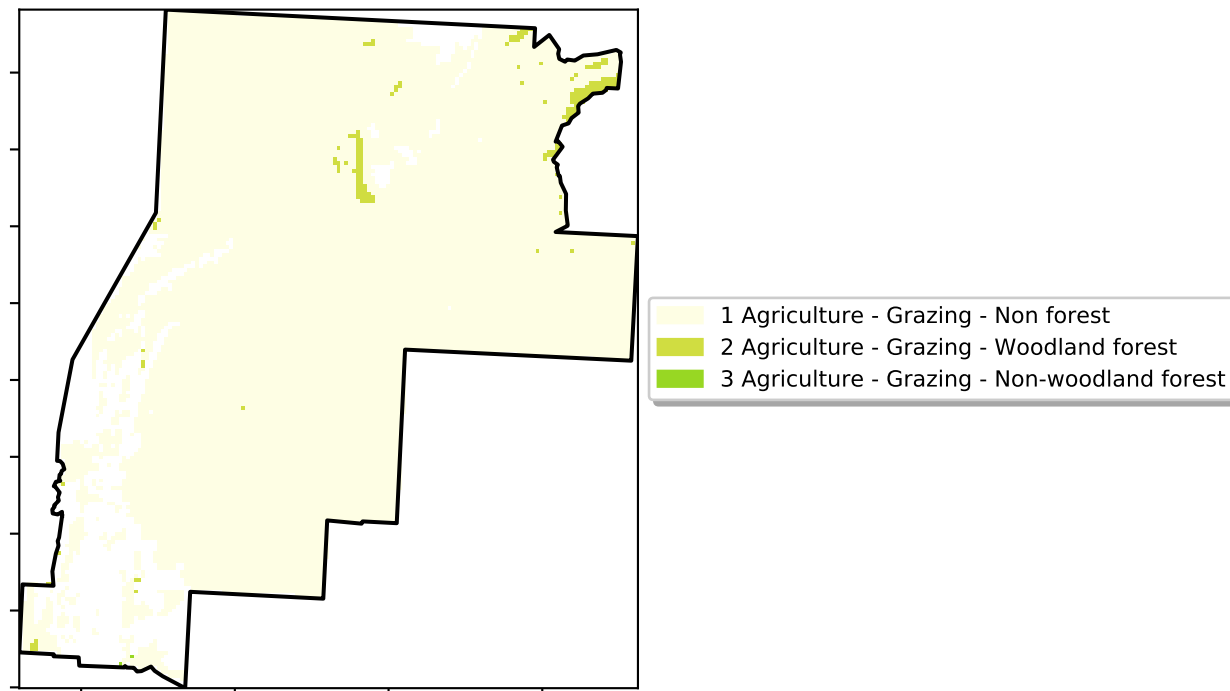 1 Agriculture - Grazing - Non forest
2 Agriculture - Grazing - Woodland forest
3 Agriculture - Grazing - Non-woodland forest